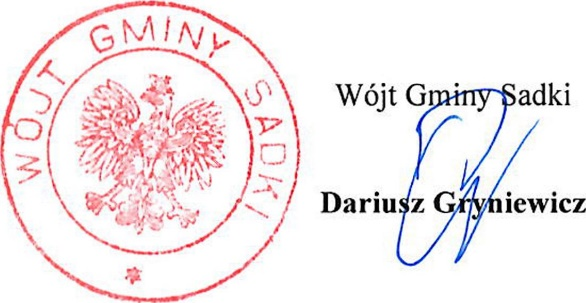 WÓJT GMINY SADKI *
Wójt Gminy Sadki
Dariusz Gryniewicz